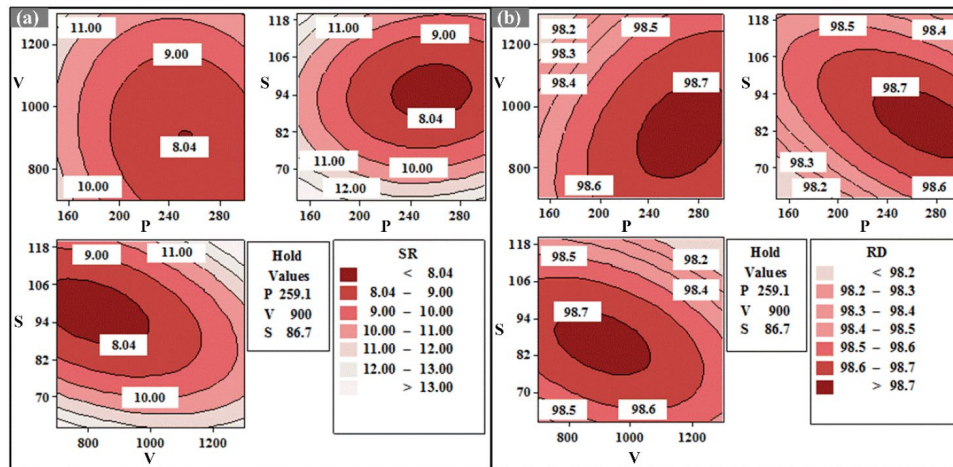 (a)
11.00
9.00
8.04
10.00
V
1200
1000
800
160 200 240 280
P
11.00
9.00
8.04
11.00
10.00
12.00
S
118
106
94
82
70
160 200 240 280
P
9.00
11.00
8.04
10.00
S
118
106
94
82
70
800 1000 1200
V
Hold
Values
P 259.1
V 900
S 86.7
SR
< 8.04
8.04 – 9.00
9.00 – 10.00
10.00 – 11.00
11.00 – 12.00
12.00 – 13.00
> 13.00
(b)
98.2
98.5
98.3
98.4
98.7
98.6
V
1200
1000
800
160 200 240 280
P
98.5
98.4
98.7
98.3
98.2
98.6
S
118
106
94
82
70
160 200 240 280
P
98.5
98.2
98.4
98.7
98.5
98.6
S
118
106
94
82
70
800 1000 1200
V
Hold
Values
P 259.1
V 900
S 86.7
RD
< 98.2
98.2 – 98.3
98.3 – 98.4
98.4 – 98.5
98.5 – 98.6
98.6 – 98.7
> 98.7